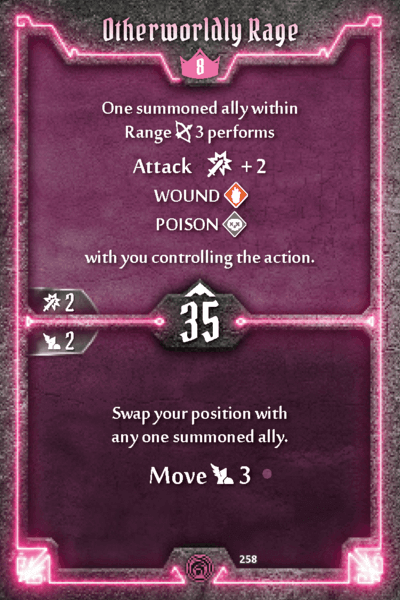 Otherworldly Rage
8
One summoned ally within
Range 3 performs
Attack +2
WOUND
POISON
with you controlling the action.
2
35
2
Swap your position with
any one summoned ally.
Move 3
258